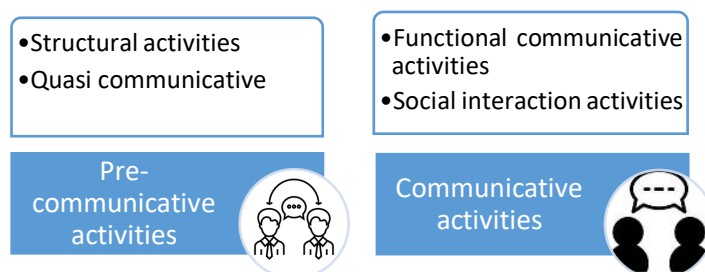 •Structural activities
•Quasi communicative
Pre-
communicative
activities
•Functional communicative
activities
•Social interaction activities
Communicative
activities